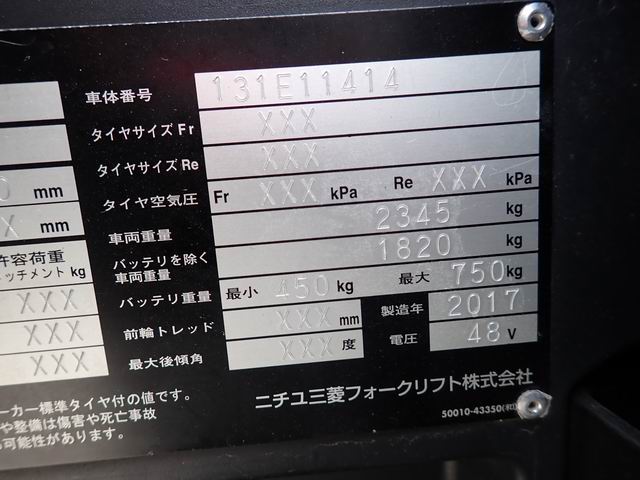 車体番号 131E11414
タイヤサイズ Fr XXX
タイヤサイズ Re XXX
mm タイヤ空気圧 Fr XXX kPa Re XXX kPa
X mm 車両重量 2345 kg
許容荷重 バッテリを除く車両重量 1820 kg
ッチメント kg バッテリ重量 最小 450 kg 最大 750 kg
XXX 前輪トレッド XXX mm 製造年 2017
XXX 最大後傾角 XXX 度 電圧 48 V
XXX
ニチユ三菱フォークリフト株式会社
50010-43350(和)
ーカー標準タイヤ付の値です。
や整備は傷害や死亡事故
可能性があります。